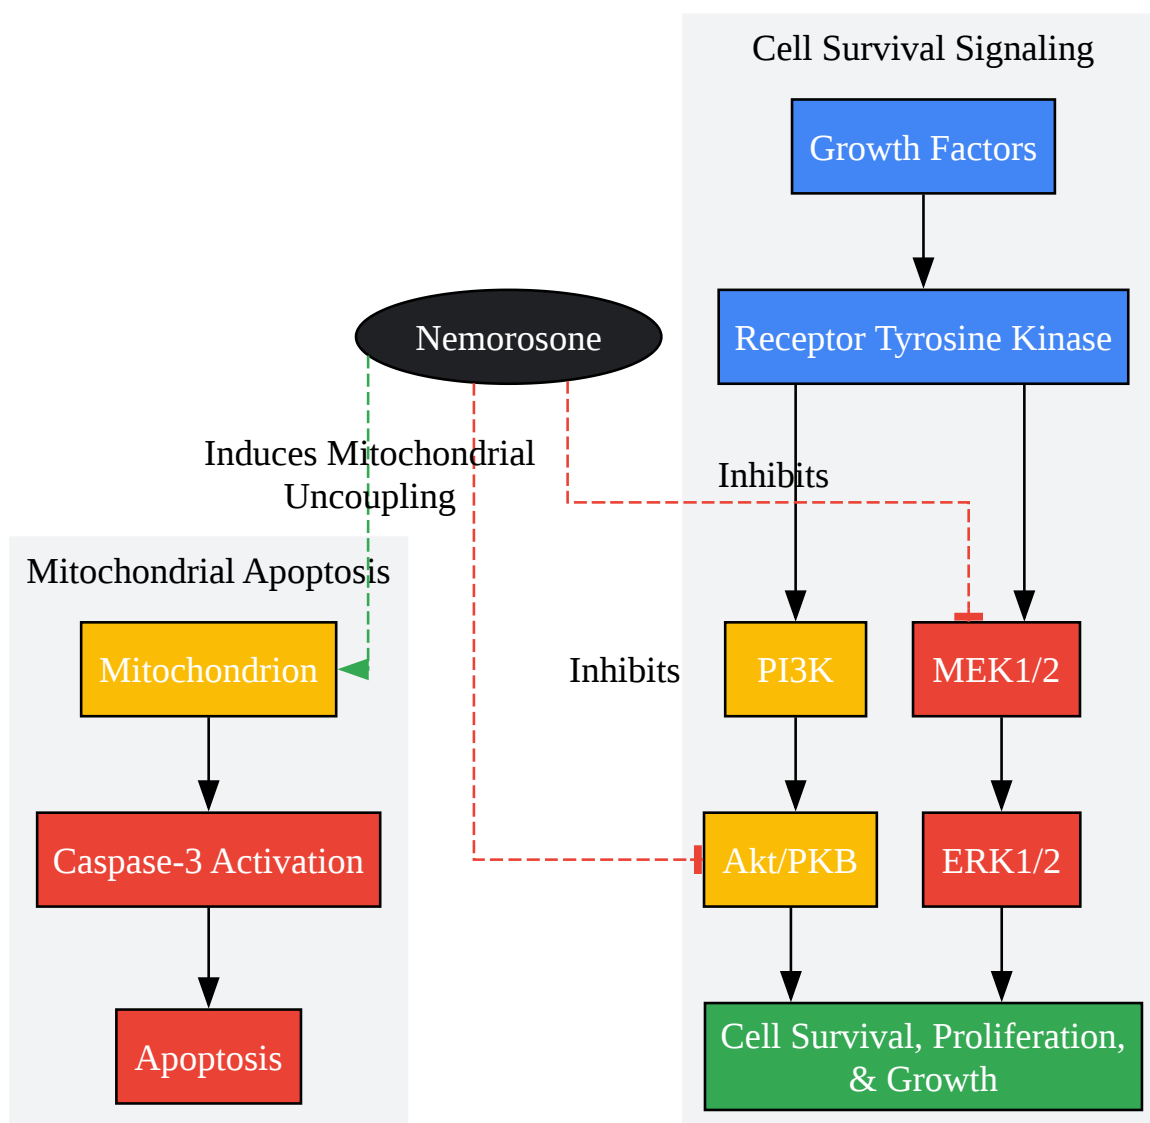 Cell Survival Signaling
Growth Factors
Nemorosone
Receptor Tyrosine Kinase
Induces Mitochondrial
Uncoupling
Inhibits
Mitochondrial Apoptosis
Mitochondrion
Inhibits
PI3K
MEK1/2
Caspase-3 Activation
Akt/PKB
ERK1/2
Apoptosis
Cell Survival, Proliferation,
& Growth